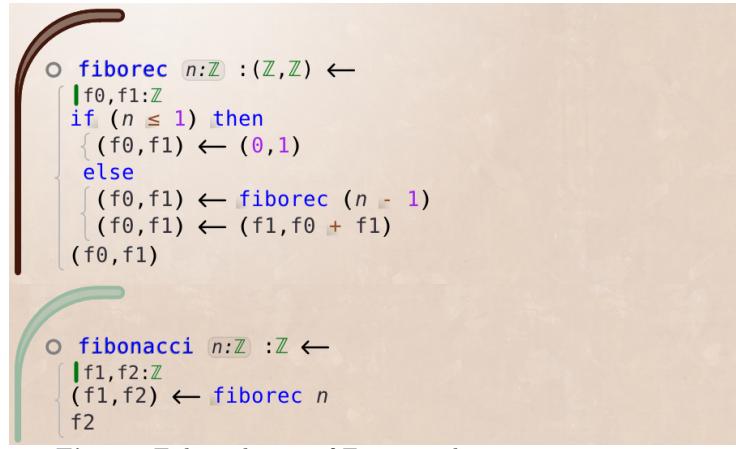 fiborec n:ℤ :(ℤ,ℤ) ←
f0,f1:ℤ
if (n ≤ 1) then
(f0,f1) ← (0,1)
else
(f0,f1) ← fiborec (n - 1)
(f0,f1) ← (f1,f0 + f1)
(f0,f1)
fibonacci n:ℤ :ℤ ←
f1,f2:ℤ
(f1,f2) ← fiborec n
f2